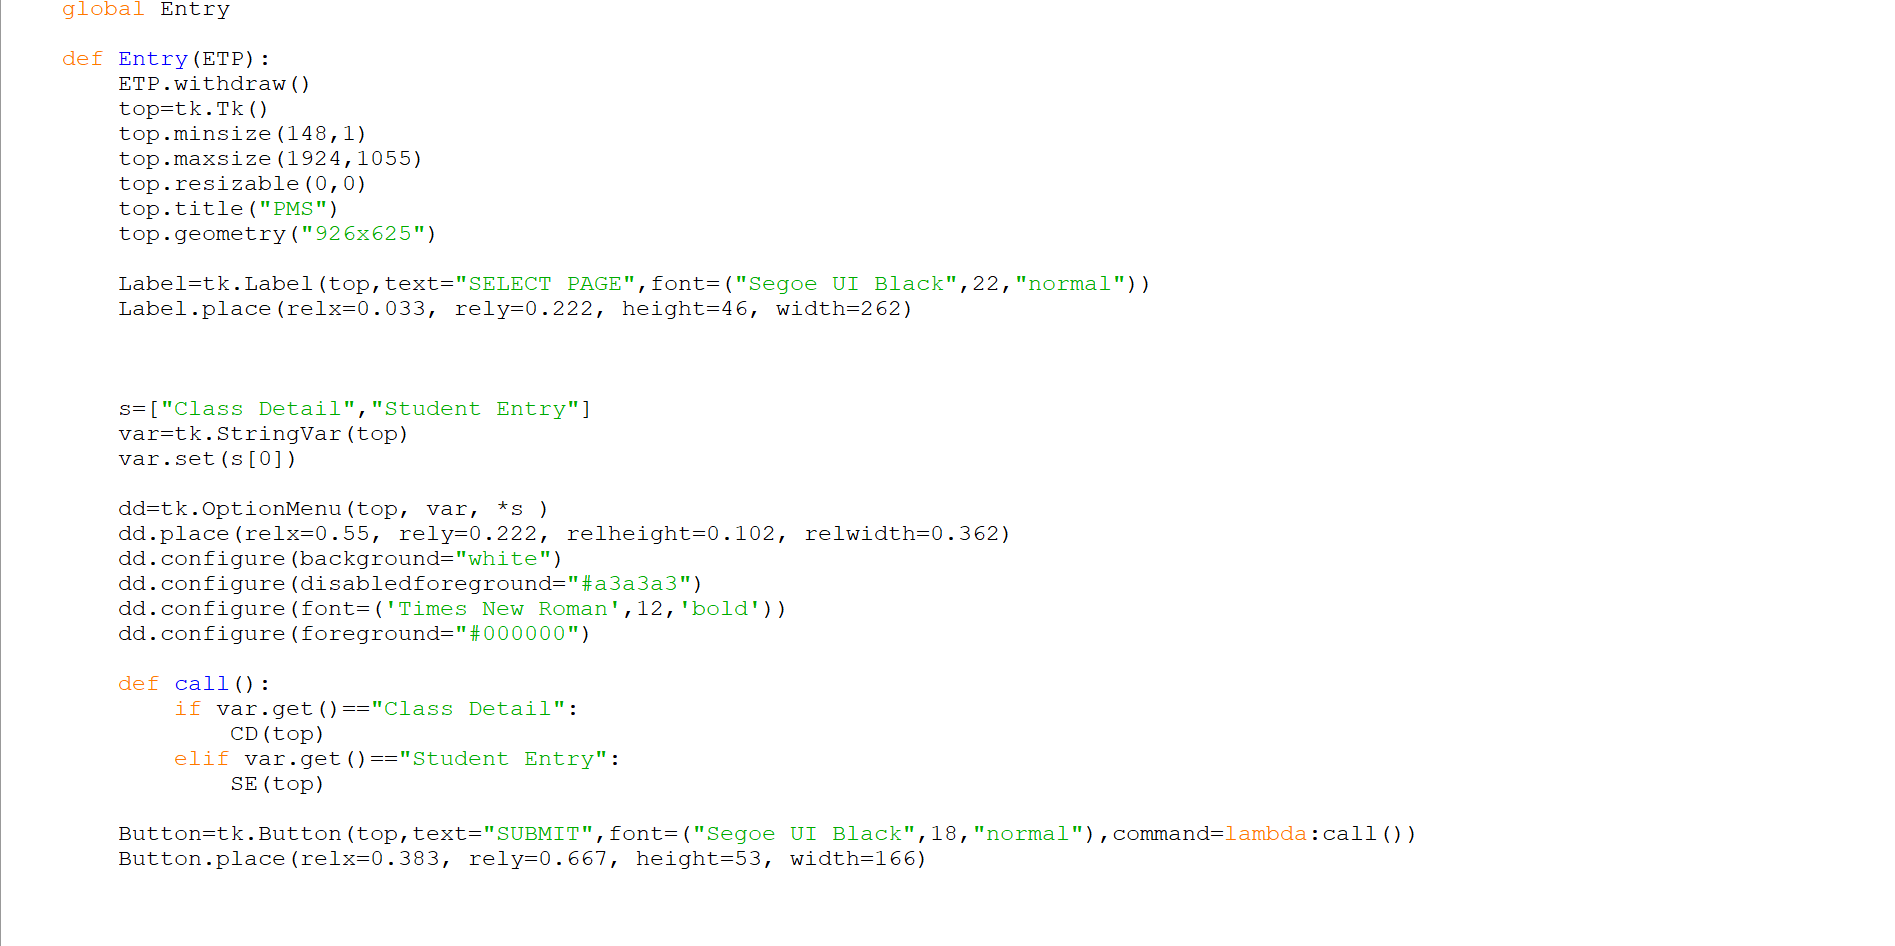 global Entry
def Entry(ETP):
ETP.withdraw()
top=tk.Tk()
top.minsize(148,1)
top.maxsize(1924,1055)
top.resizable(0,0)
top.title("PMS")
top.geometry("926x625")
Label=tk.Label(top,text="SELECT PAGE",font=("Segoe UI Black",22,"normal"))
Label.place(relx=0.033, rely=0.222, height=46, width=262)
s=["Class Detail","Student Entry"]
var=tk.StringVar(top)
var.set(s[0])
dd=tk.OptionMenu(top, var, *s )
dd.place(relx=0.55, rely=0.222, relheight=0.102, relwidth=0.362)
dd.configure(background="white")
dd.configure(disabledforeground="#a3a3a3")
dd.configure(font=('Times New Roman',12,'bold'))
dd.configure(foreground="#000000")
def call():
if var.get()=="Class Detail":
CD(top)
elif var.get()=="Student Entry":
SE(top)
Button=tk.Button(top,text="SUBMIT",font=("Segoe UI Black",18,"normal"),command=lambda:call())
Button.place(relx=0.383, rely=0.667, height=53, width=166)